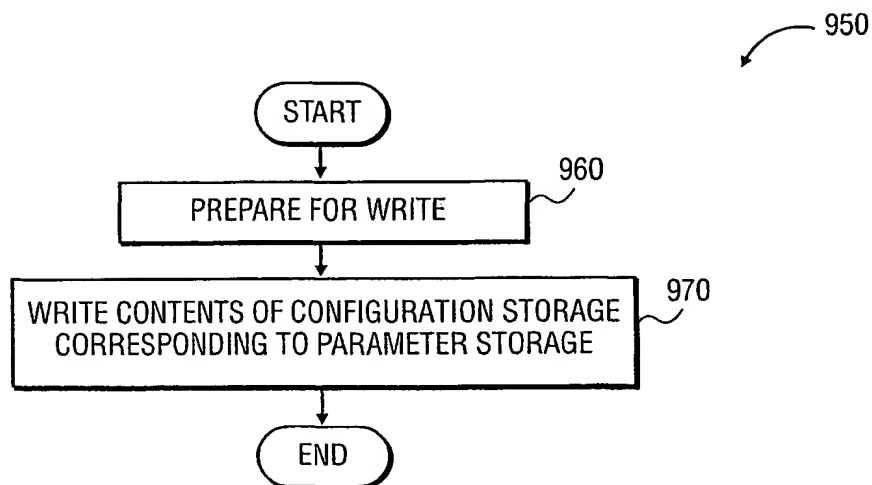 950
START
960
PREPARE FOR WRITE
970
WRITE CONTENTS OF CONFIGURATION STORAGE
CORRESPONDING TO PARAMETER STORAGE
END